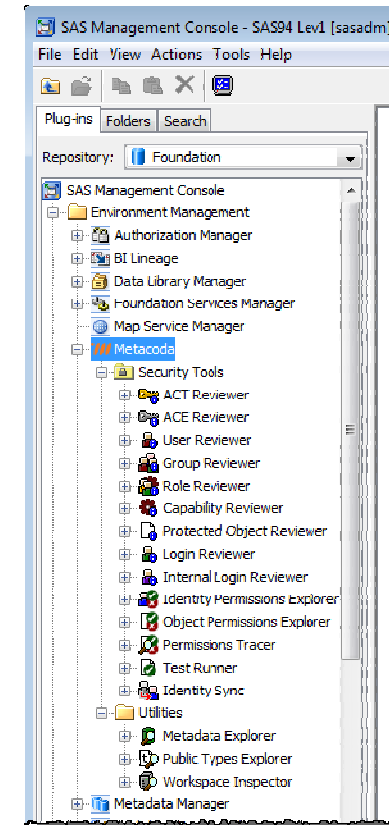 SAS Management Console - SAS94 Lev1 [sasadm
File Edit View Actions Tools Help
Plug-ins Folders Search
Repository: Foundation
SAS Management Console
Environment Management
Authorization Manager
BI Lineage
Data Library Manager
Foundation Services Manager
Map Service Manager
Metacoda
Security Tools
ACT Reviewer
ACE Reviewer
User Reviewer
Group Reviewer
Role Reviewer
Capability Reviewer
Protected Object Reviewer
Login Reviewer
Internal Login Reviewer
Identity Permissions Explorer
Object Permissions Explorer
Permissions Tracer
Test Runner
Identity Sync
Utilities
Metadata Explorer
Public Types Explorer
Workspace Inspector
Metadata Manager